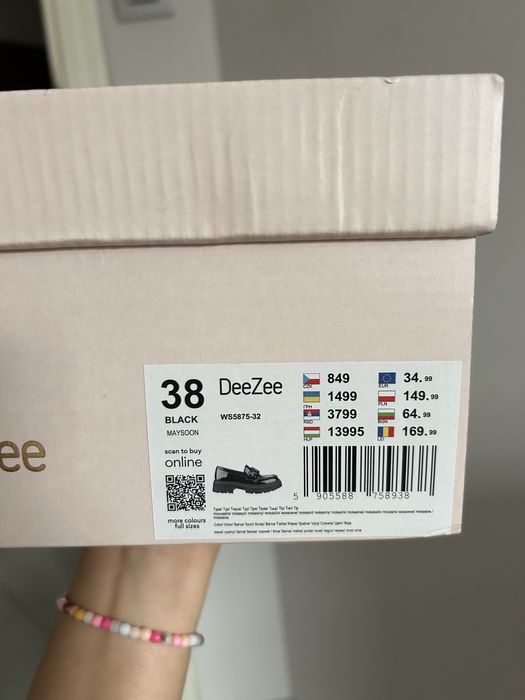 ee
38
BLACK
MAYSOON
scan to buy
online
more colours
full sizes
DeeZee
WS5875-32
CZK 849
ГРН 1499
RSD 3799
HUF 13995
EUR 34.99
PLN 149.99
BGN 64.99
LEI 169.99
5 905588 758938